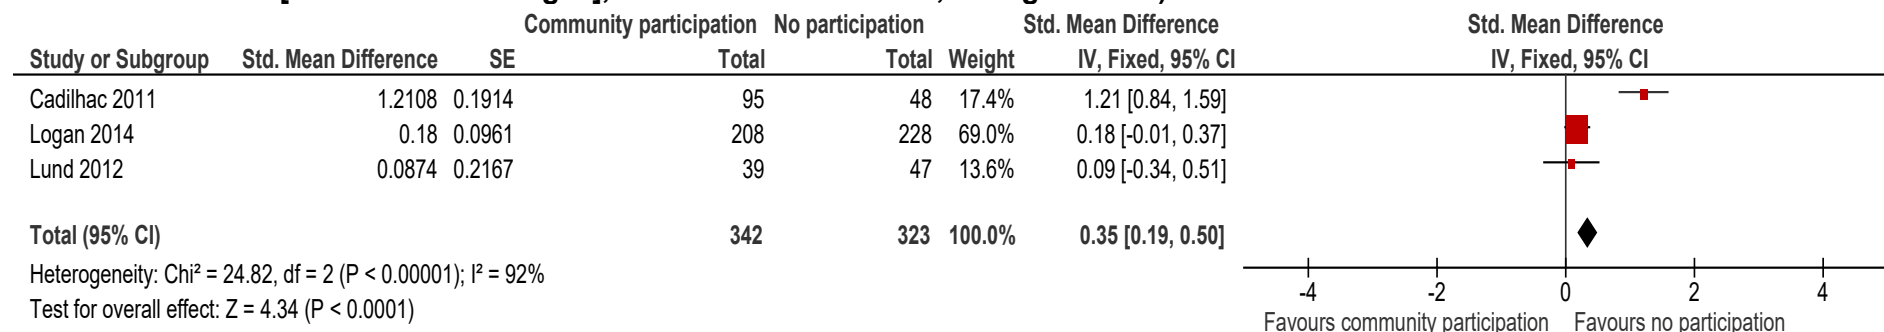 Community participation No participation Std. Mean Difference Std. Mean Difference
Study or Subgroup Std. Mean Difference SE Total Total Weight IV, Fixed, 95% CI IV, Fixed, 95% CI
Cadilhac 2011 1.2108 0.1914 95 48 17.4% 1.21 [0.84, 1.59]
Logan 2014 0.18 0.0961 208 228 69.0% 0.18 [-0.01, 0.37]
Lund 2012 0.0874 0.2167 39 47 13.6% 0.09 [-0.34, 0.51]
Total (95% CI) 342 323 100.0% 0.35 [0.19, 0.50]
Heterogeneity: Chi² = 24.82, df = 2 (P < 0.00001); I² = 92%
Test for overall effect: Z = 4.34 (P < 0.0001)
-4 -2 0 2 4
Favours community participation Favours no participation